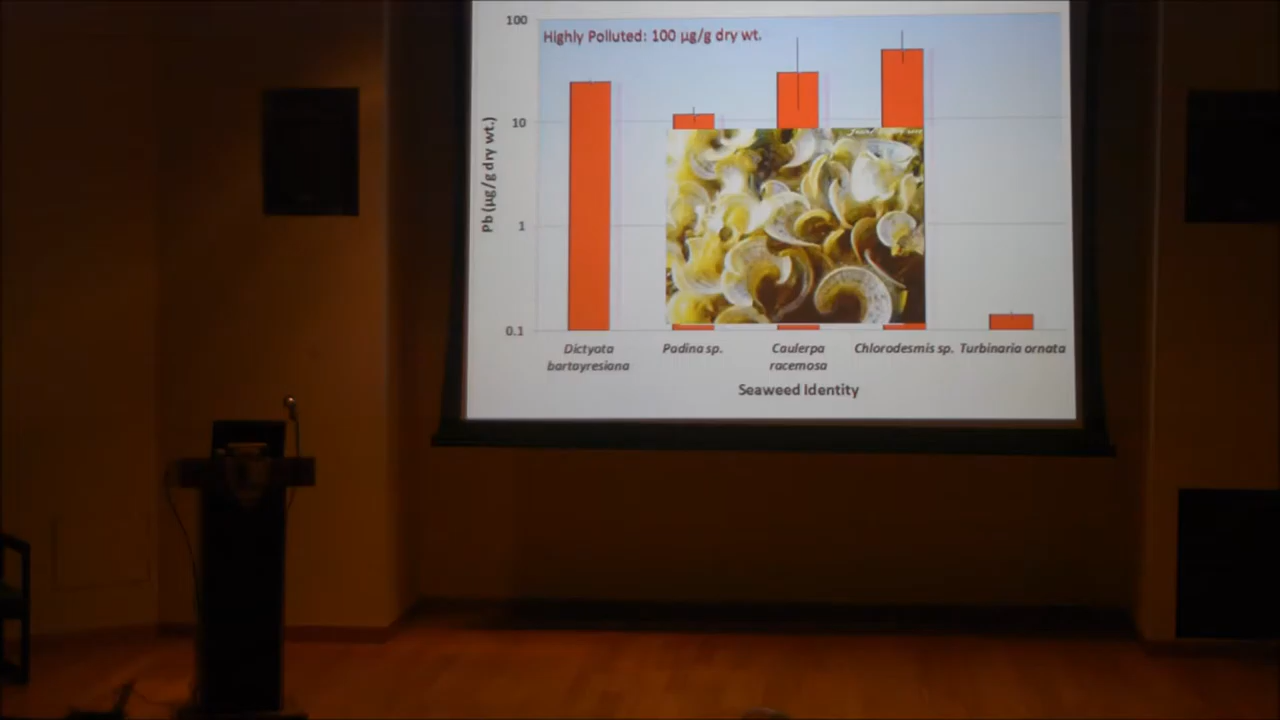 100
Highly Polluted: 100 µg/g dry wt.
10
1
0.1
Pb (µg/g dry wt.)
Dictyota bartayresiana
Padina sp.
Caulerpa racemosa
Chlorodesmis sp.
Turbinaria ornata
Seaweed Identity